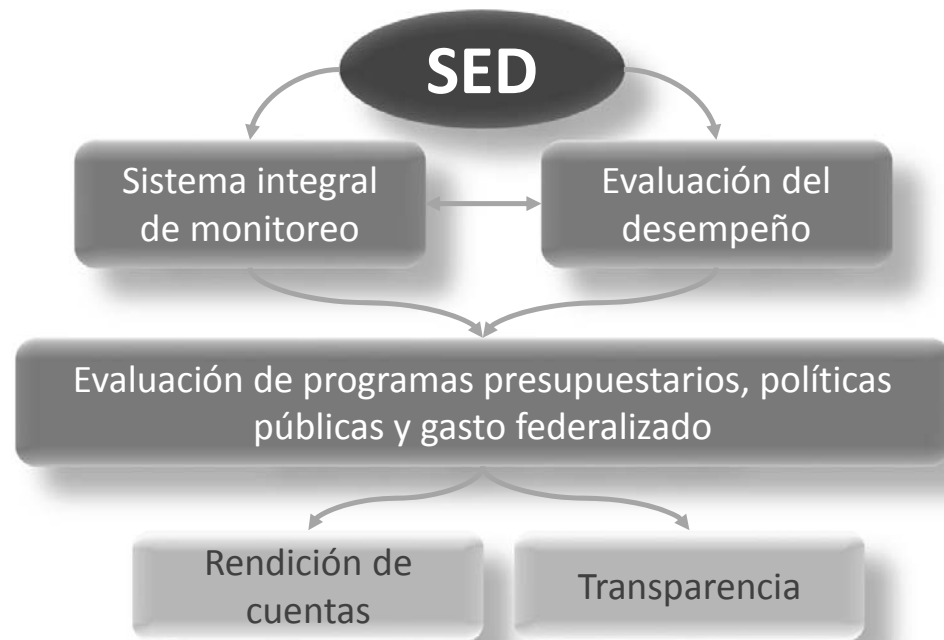 SED
Sistema integral
de monitoreo
Evaluación del
desempeño
Evaluación de programas presupuestarios, políticas
públicas y gasto federalizado
Rendición de
cuentas
Transparencia